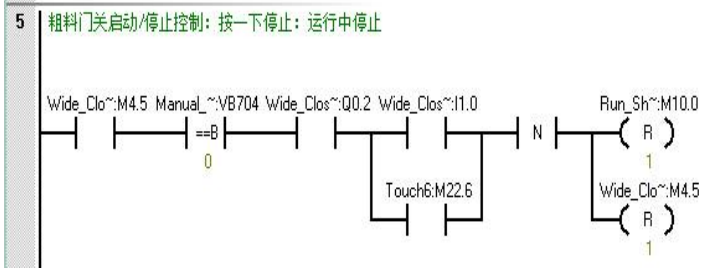 5 粗料门关启动/停止控制：按一下停止：运行中停止
Wide_Clo~:M4.5 Manual_~:VB704 Wide_Clos~:Q0.2 Wide_Clos~:I1.0 Run_Sh~:M10.0
==B N R
0 1
Touch6:M22.6 Wide_Clo~:M4.5
R
1